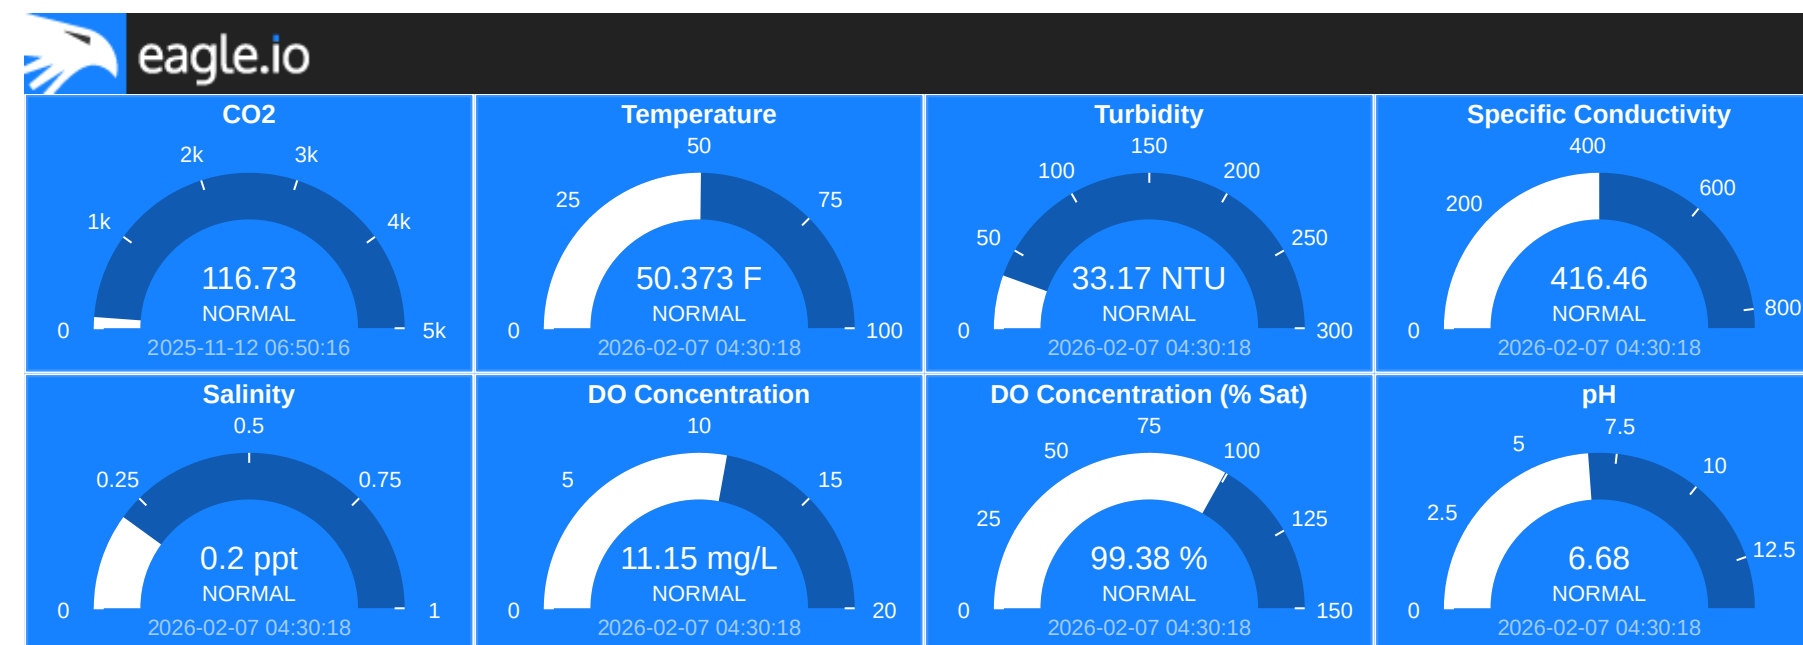 eagle.io
CO2
2k 3k
1k 4k
116.73
NORMAL
0 5k
2025-11-12 06:50:16
Temperature
50
25 75
50.373 F
NORMAL
0 100
2026-02-07 04:30:18
Turbidity
150
100 200
50 250
33.17 NTU
NORMAL
0 300
2026-02-07 04:30:18
Specific Conductivity
400
200 600
416.46
800
NORMAL
0
2026-02-07 04:30:18
Salinity
0.5
0.25 0.75
0.2 ppt
NORMAL
0 1
2026-02-07 04:30:18
DO Concentration
10
5 15
11.15 mg/L
NORMAL
0 20
2026-02-07 04:30:18
DO Concentration (% Sat)
75
50 100
25 125
99.38 %
NORMAL
0 150
2026-02-07 04:30:18
pH
7.5
5 10
2.5
12.5
6.68
NORMAL
0
2026-02-07 04:30:18